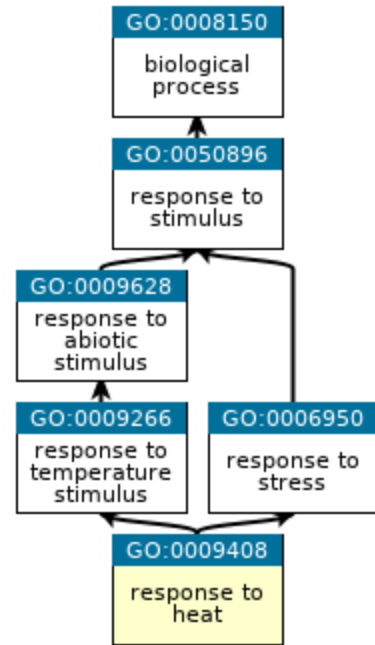 GO:0008150
biological
process
GO:0050896
response to
stimulus
GO:0009628
response to
abiotic
stimulus
GO:0009266
response to
temperature
stimulus
GO:0006950
response to
stress
GO:0009408
response to
heat